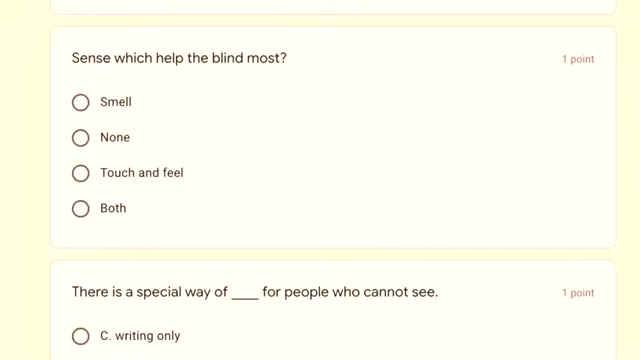 Sense which help the blind most?
1 point
Smell
None
Touch and feel
Both
There is a special way of ____ for people who cannot see.
1 point
C. writing only